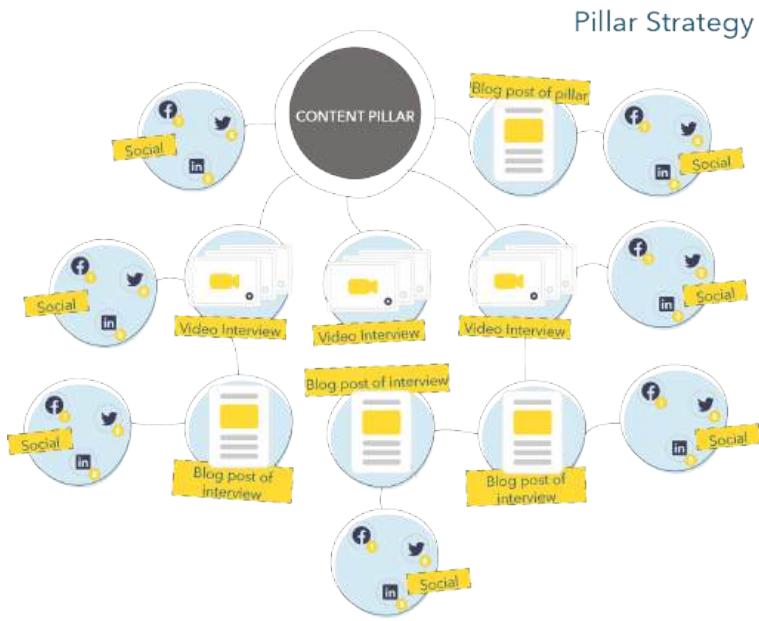 Pillar Strategy
Blog post of pillar
CONTENT PILLAR
Social
Social
Social
Social
Video Interview
Video Interview
Video Interview
Blog post of interview
Social
Social
Blog post of
interview
Blog post of
interview
Social